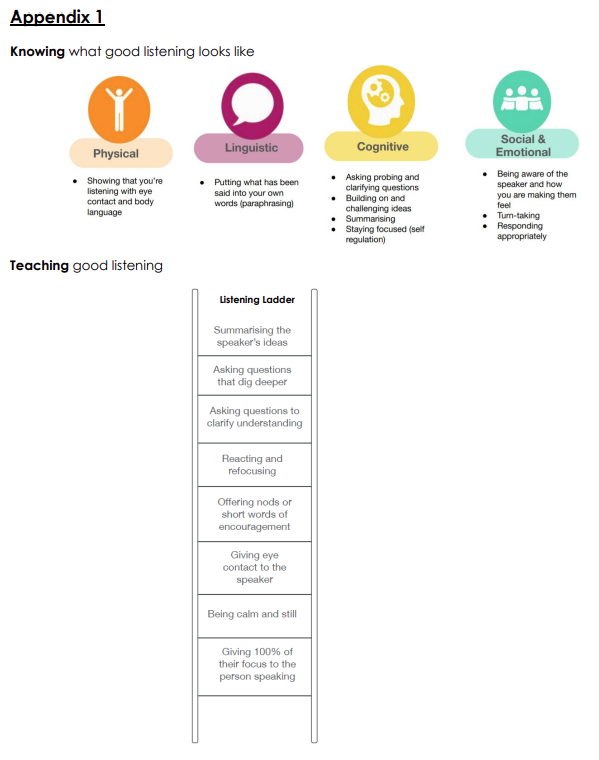 Appendix 1
Knowing what good listening looks like
Physical
• Showing that you're
listening with eye
contact and body
language
Linguistic
• Putting what has been
said into your own
words (paraphrasing)
Cognitive
• Asking probing and
clarifying questions
• Building on and
challenging ideas
• Summarising
• Staying focused (self
regulation)
Social &
Emotional
• Being aware of the
speaker and how
you are making them
feel
• Turn-taking
• Responding
appropriately
Teaching good listening
Listening Ladder
Summarising the
speaker's ideas
Asking questions
that dig deeper
Asking questions to
clarify understanding
Reacting and
refocusing
Offering nods or
short words of
encouragement
Giving eye
contact to the
speaker
Being calm and still
Giving 100% of
their focus to the
person speaking